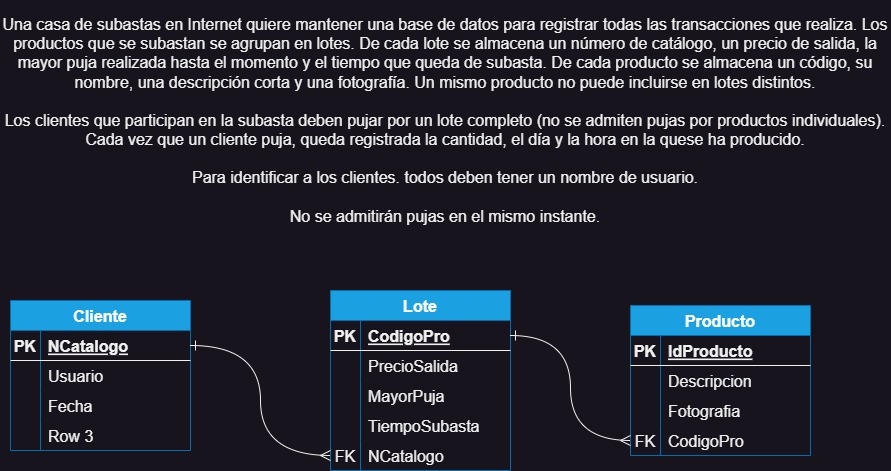 Una casa de subastas en Internet quiere mantener una base de datos para registrar todas las transacciones que realiza. Los
productos que se subastan se agrupan en lotes. De cada lote se almacena un número de catálogo, un precio de salida, la
mayor puja realizada hasta el momento y el tiempo que queda de subasta. De cada producto se almacena un código, su
nombre, una descripción corta y una fotografía. Un mismo producto no puede incluirse en lotes distintos.
Los clientes que participan en la subasta deben pujar por un lote completo (no se admiten pujas por productos individuales).
Cada vez que un cliente puja, queda registrada la cantidad, el día y la hora en la quese ha producido.
Para identificar a los clientes. todos deben tener un nombre de usuario.
No se admitirán pujas en el mismo instante.
Cliente
PK NCatalogo
Usuario
Fecha
Row 3
Lote
PK CodigoPro
PrecioSalida
MayorPuja
TiempoSubasta
FK NCatalogo
Producto
PK IdProducto
Descripcion
Fotografia
FK CodigoPro